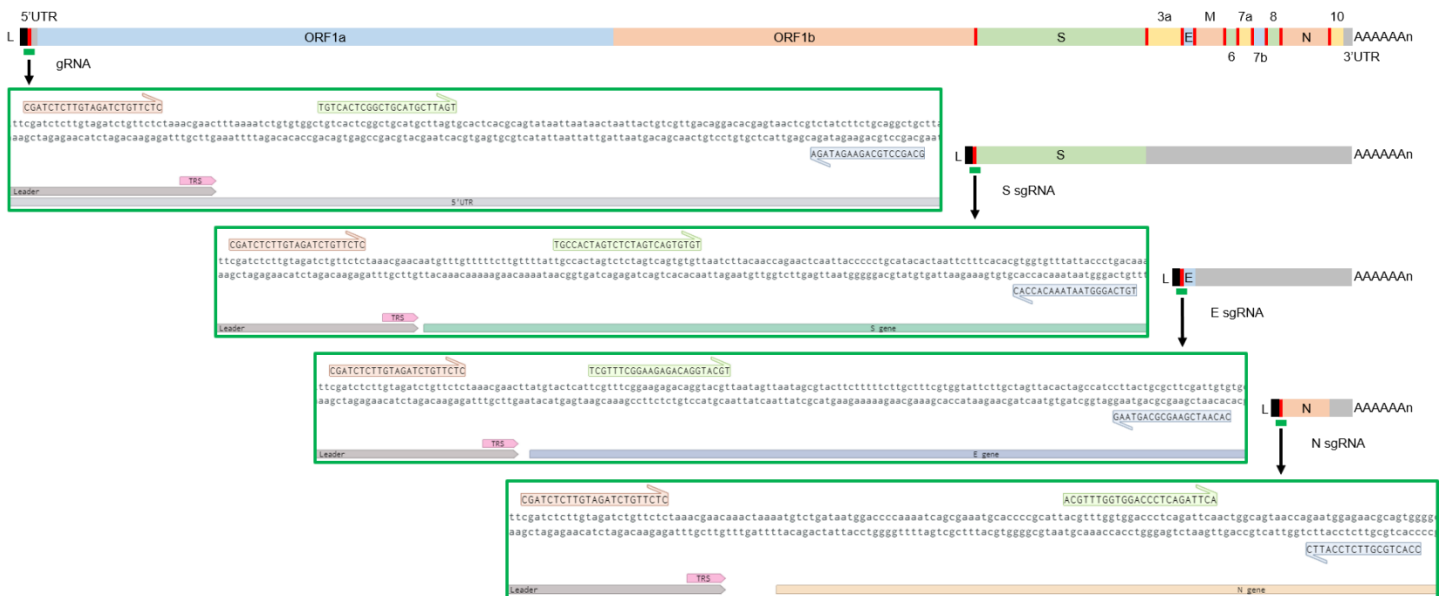 5'UTR
3a M 7a 8 10
L ORF1a ORF1b S E N AAAAAAn
6 7b 3'UTR
gRNA
CGATCTCTTGTAGATCTGTTCTC TGTCACTCGGCTGCATGCTTAGT
ttcgatctcttgtagatctgttctctaaacgaactttaaaatctgtgtggctgtcactcggctgcatgcttagtgcactcacgcagtataattaataactaattactgtcgttgacaggacacgagtaactcgtctatcttctgcaggctgctta
aagctagagaacatctagacaagagatttgcttgaaattttagacacaccgacagtgagccgacgtacgaatcacgtgagtgcgtcatattaattattgattaatgacagcaactgtcctgtgctcattgagcagatagaagacgtccgacgaat
AGATAGAAGACGTCCGACG
TRS
Leader
5'UTR
L S AAAAAAn
S sgRNA
CGATCTCTTGTAGATCTGTTCTC TGCCACTAGTCTCTAGTCAGTGTGT
ttcgatctcttgtagatctgttctctaaacgaacaatgtttgtttttcttgttttattgccactagtctctagtcagtgtgttaatcttacaaccagaactcaattaccccctgcatacactaattctttcacacgtggtgtttattaccctgacaaa
aagctagagaacatctagacaagagatttgcttgttacaaacaaaaagaacaaaataacggtgatcagagatcagtcacacaattagaatgttggtcttgagttaatgggggacgtatgtgattaagaaagtgtgcaccacaaataatgggactgttt
CACCACAAATAATGGGACTGT
TRS
Leader S gene
L E AAAAAAn
E sgRNA
CGATCTCTTGTAGATCTGTTCTC TCGTTTCGGAAGAGACAGGTACGT
ttcgatctcttgtagatctgttctctaaacgaacttatgtactcattcgtttcggaagagacaggtacgttaatagttaatagcgtacttctttttcttgctttcgtggtattcttgctagttacactagccatccttactgcgcttcgattgtgtg
aagctagagaacatctagacaagagatttgcttgaatacatgagtaagcaaagccttctctgtccatgcaattatcaattatcgcatgaagaaaaagaacgaaagcaccataagaacgatcaatgtgatcggtaggaatgacgcgaagctaacacac
GAATGACGCGAAGCTAACAC
TRS
Leader E gene
L N AAAAAAn
N sgRNA
CGATCTCTTGTAGATCTGTTCTC ACGTTTGGTGGACCCTCAGATTCA
ttcgatctcttgtagatctgttctctaaacgaacaaactaaaatgtctgataatggaccccaaaatcagcgaaatgcaccccgcattacgtttggtggaccctcagattcaactggcagtaaccagaatggagaacgcagtgggg
aagctagagaacatctagacaagagatttgcttgtttgattttacagactattacctggggttttagtcgctttacgtggggcgtaatgcaaaccacctgggagtctaagttgaccgtcattggtcttacctcttgcgtcacccc
CTTACCTCTTGCGTCACC
TRS
Leader N gene